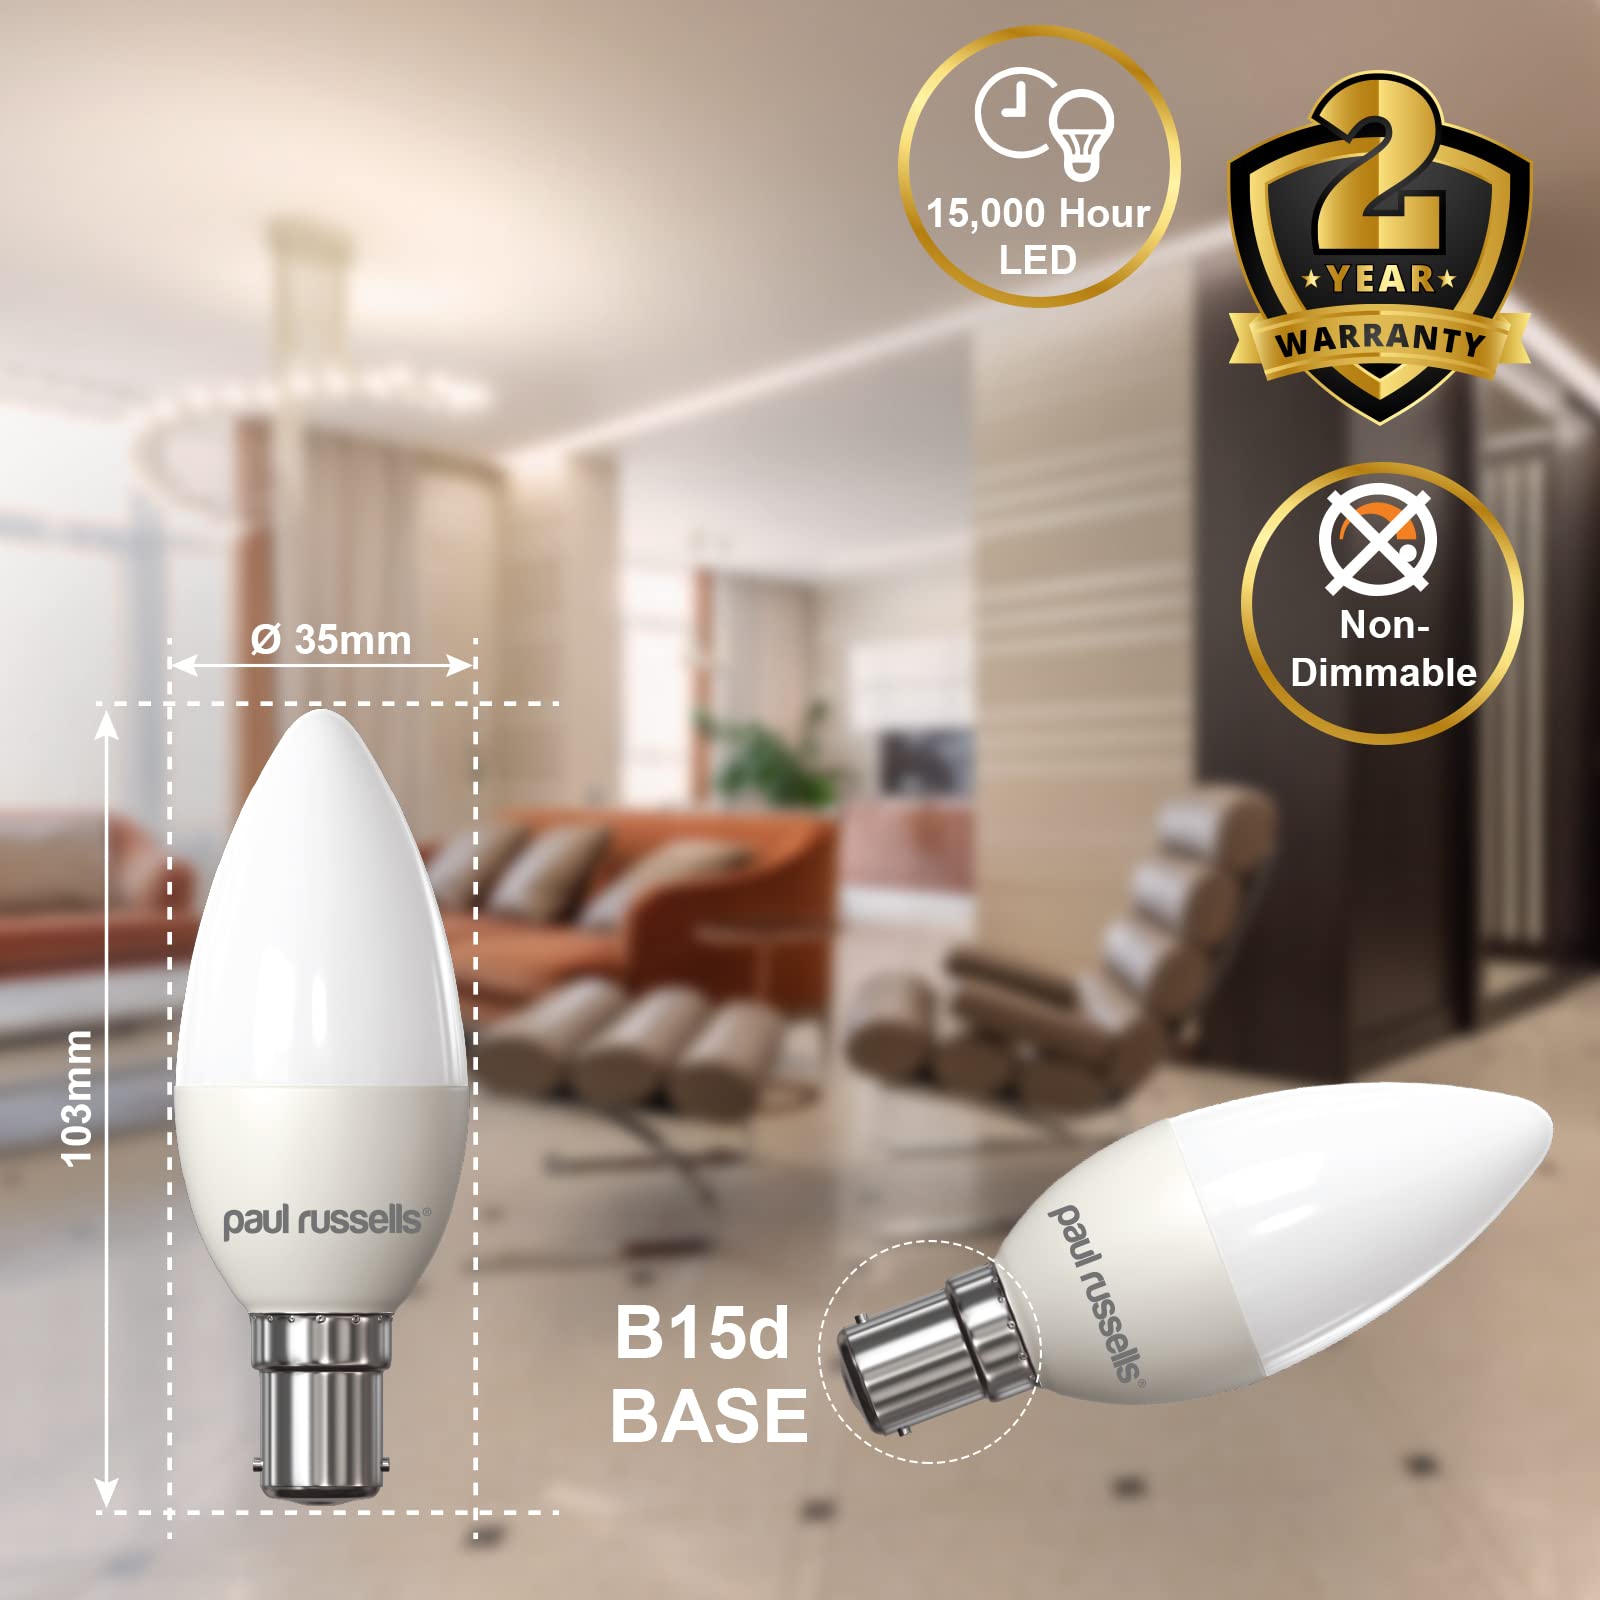 15,000 Hour
LED
2
YEAR
WARRANTY
Non-
Dimmable
Ø 35mm
103mm
paul russells®
B15d
BASE
paul russells®